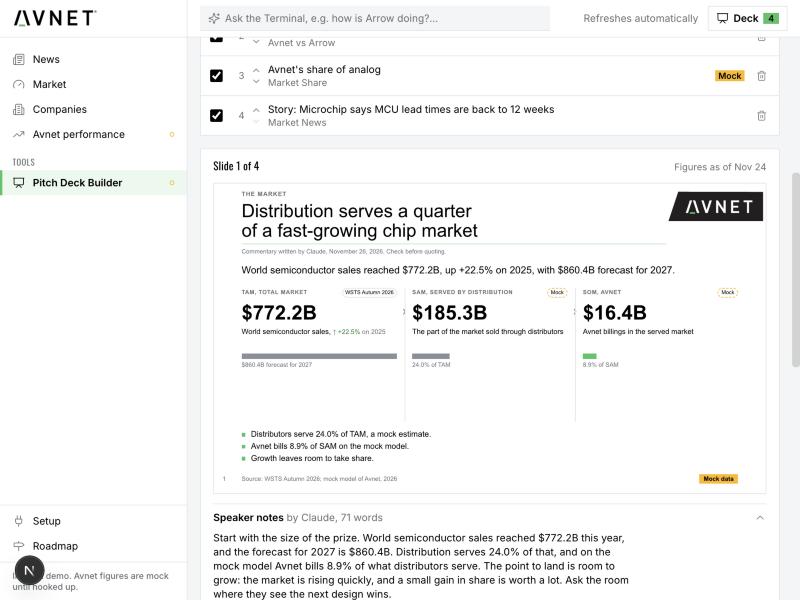 AVNET
Ask the Terminal, e.g. how is Arrow doing?...
Refreshes automatically
Deck 4
News
Market
Companies
Avnet performance
TOOLS
Pitch Deck Builder
Setup
Roadmap
demo. Avnet figures are mock
until hooked up.
N
2
Avnet vs Arrow
3 Avnet's share of analog
Market Share
Mock
4 Story: Microchip says MCU lead times are back to 12 weeks
Market News
Slide 1 of 4
Figures as of Nov 24
THE MARKET
Distribution serves a quarter
of a fast-growing chip market
AVNET
Commentary written by Claude, November 26, 2026, Check before quoting.
World semiconductor sales reached $772.2B, up +22.5% on 2025, with $860.4B forecast for 2027.
TAM, TOTAL MARKET WSTS Autumn 2026
$772.2B
World semiconductor sales, ↑ +22.5% on 2025
$860.4B forecast for 2027
SAM, SERVED BY DISTRIBUTION Mock
$185.3B
The part of the market sold through distributors
24.0% of TAM
SOM, AVNET Mock
$16.4B
Avnet billings in the served market
8.9% of SAM
Distributors serve 24.0% of TAM, a mock estimate.
Avnet bills 8.9% of SAM on the mock model.
Growth leaves room to take share.
1 Source: WSTS Autumn 2026; mock model of Avnet, 2026
Mock data
Speaker notes by Claude, 71 words
Start with the size of the prize. World semiconductor sales reached $772.2B this year,
and the forecast for 2027 is $860.4B. Distribution serves 24.0% of that, and on the
mock model Avnet bills 8.9% of what distributors serve. The point to land is room to
grow: the market is rising quickly, and a small gain in share is worth a lot. Ask the room
where they see the next design wins.